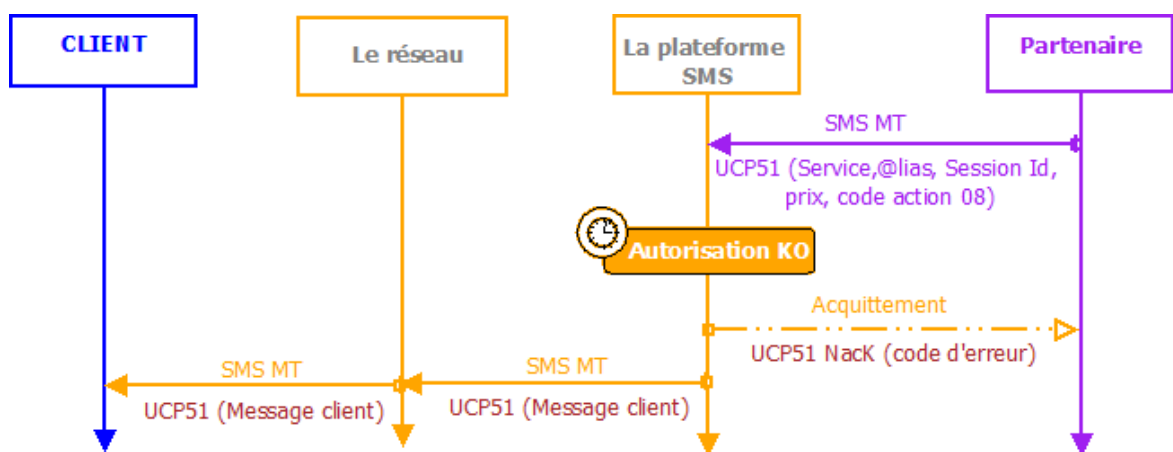 CLIENT
Le réseau
La plateforme
SMS
Partenaire
SMS MT
UCP51 (Service,@lias, Session Id,
prix, code action 08)
Autorisation KO
Acquittement
UCP51 NacK (code d'erreur)
SMS MT
SMS MT
UCP51 (Message client)
UCP51 (Message client)